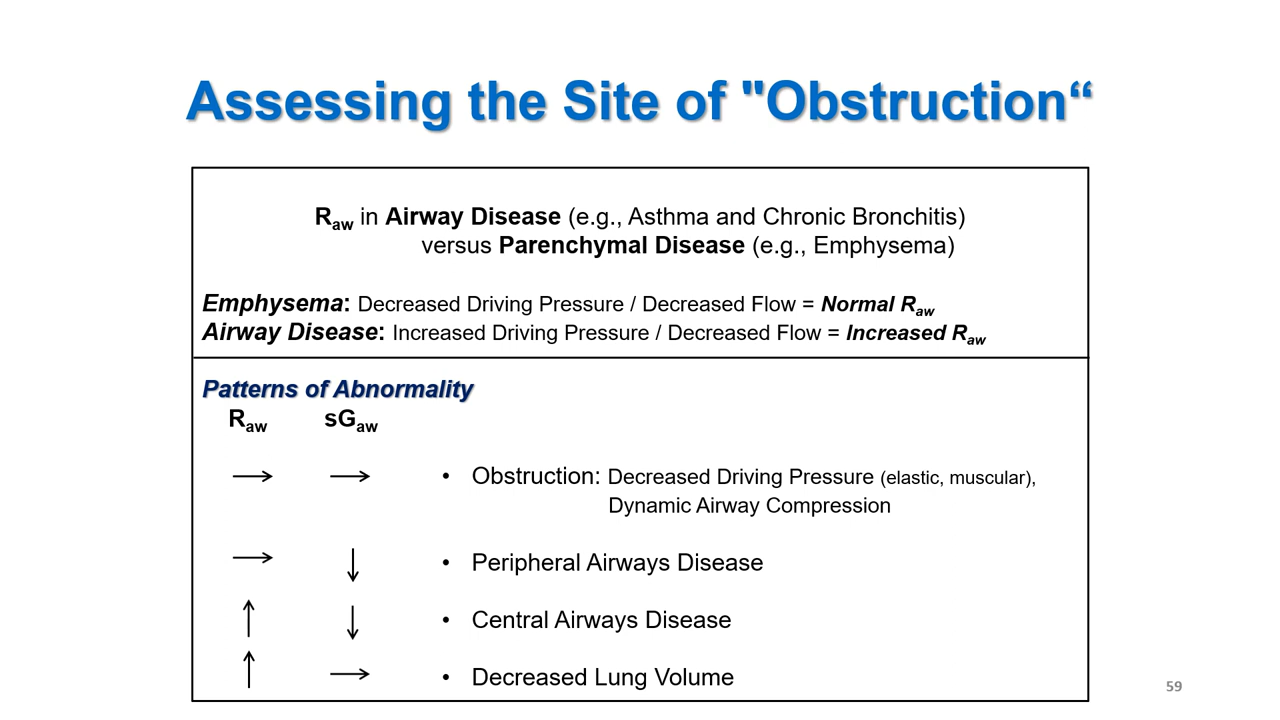 Assessing the Site of "Obstruction“
Raw in Airway Disease (e.g., Asthma and Chronic Bronchitis)
versus Parenchymal Disease (e.g., Emphysema)
Emphysema: Decreased Driving Pressure / Decreased Flow = Normal Raw
Airway Disease: Increased Driving Pressure / Decreased Flow = Increased Raw
Patterns of Abnormality
Raw sGaw
→ → • Obstruction: Decreased Driving Pressure (elastic, muscular),
Dynamic Airway Compression
→ ↓ • Peripheral Airways Disease
↑ ↓ • Central Airways Disease
↑ → • Decreased Lung Volume
59